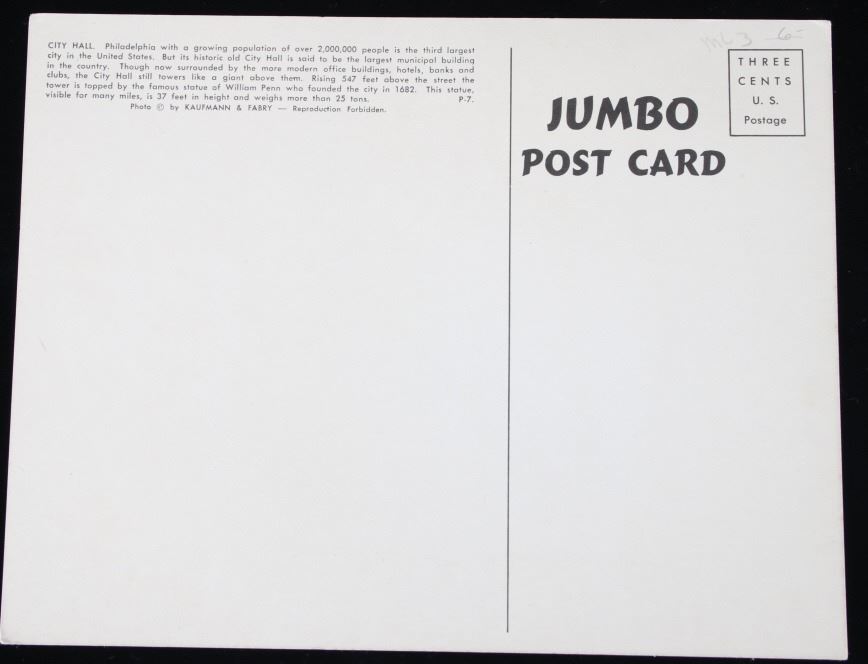 CITY HALL. Philadelphia with a growing population of over 2,000,000 people is the third largest
city in the United States. But its historic old City Hall is said to be the largest municipal building
in the country. Though now surrounded by the more modern office buildings, hotels, banks and
clubs, the City Hall still towers like a giant above them. Rising 547 feet above the street the
tower is topped by the famous statue of William Penn who founded the city in 1682. This statue,
visible for many miles, is 37 feet in height and weighs more than 25 tons. P-7.
Photo © by KAUFMANN & FABRY — Reproduction Forbidden.
JUMBO
POST CARD
THREE
CENTS
U. S.
Postage